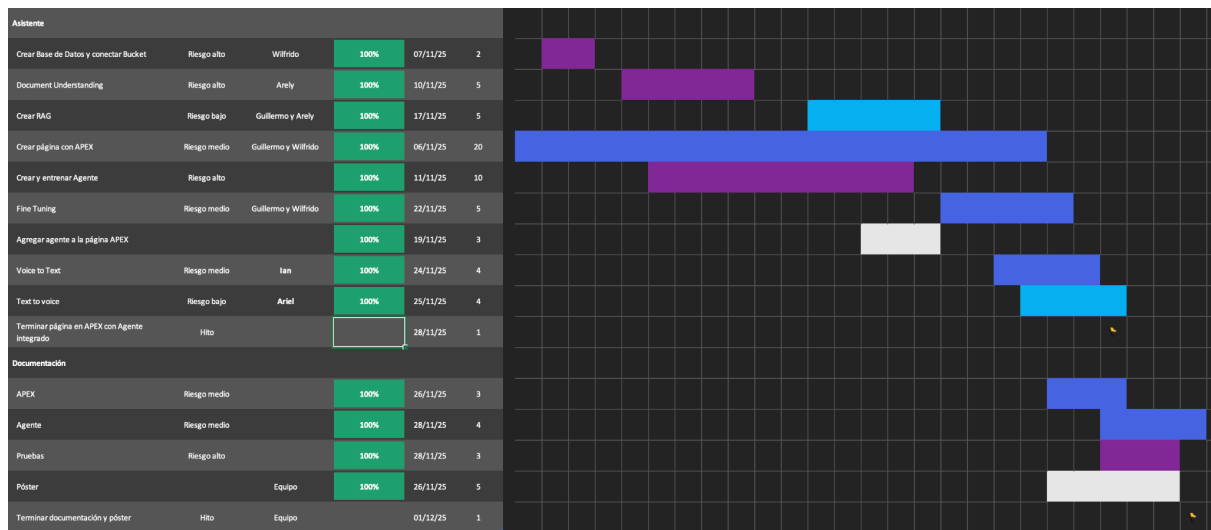 Asistente
Crear Base de Datos y conectar Bucket Riesgo alto Wilfrido 100% 07/11/25 2
Document Understanding Riesgo alto Arely 100% 10/11/25 5
Crear RAG Riesgo bajo Guillermo y Arely 100% 17/11/25 5
Crear página con APEX Riesgo medio Guillermo y Wilfrido 100% 06/11/25 20
Crear y entrenar Agente Riesgo alto 100% 11/11/25 10
Fine Tuning Riesgo medio Guillermo y Wilfrido 100% 22/11/25 5
Agregar agente a la página APEX 100% 19/11/25 3
Voice to Text Riesgo medio Ian 100% 24/11/25 4
Text to voice Riesgo bajo Ariel 100% 25/11/25 4
Terminar página en APEX con Agente
integrado Hito 28/11/25 1
Documentación
APEX Riesgo medio 100% 26/11/25 3
Agente Riesgo medio 100% 28/11/25 4
Pruebas Riesgo alto 100% 28/11/25 3
Póster Equipo 100% 26/11/25 5
Terminar documentación y póster Hito Equipo 01/12/25 1